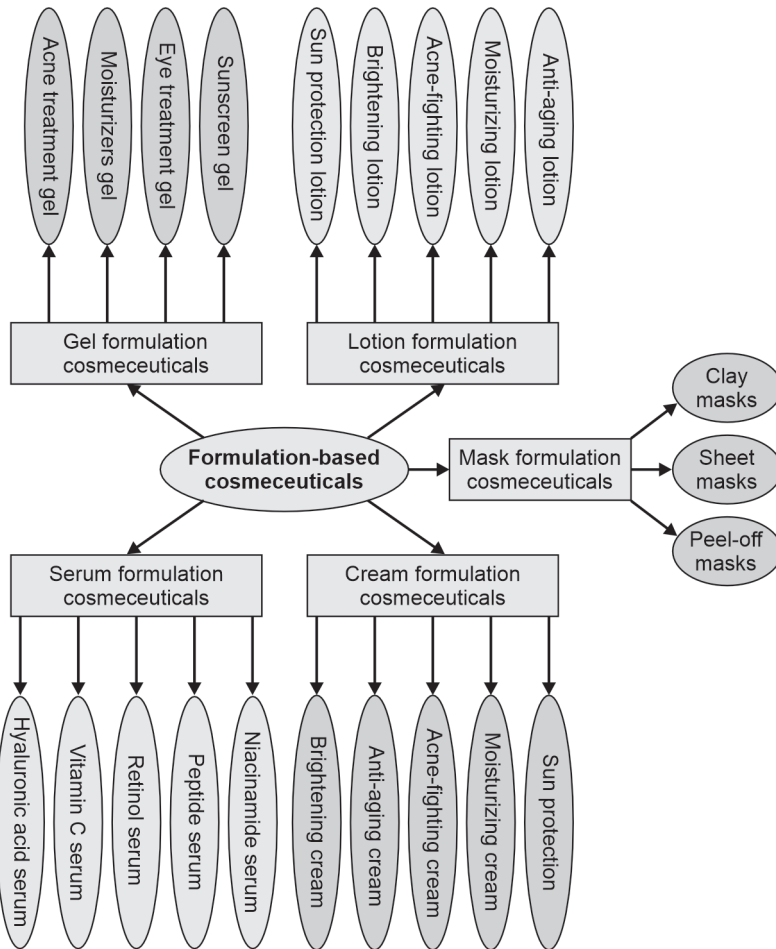 Acne treatment gel
Moisturizers gel
Eye treatment gel
Sunscreen gel
Sun protection lotion
Brightening lotion
Acne-fighting lotion
Moisturizing lotion
Anti-aging lotion
Gel formulation
cosmeceuticals
Lotion formulation
cosmeceuticals
Clay
masks
Formulation-based
cosmeceuticals
Mask formulation
cosmeceuticals
Sheet
masks
Peel-off
masks
Serum formulation
cosmeceuticals
Cream formulation
cosmeceuticals
Hyaluronic acid serum
Vitamin C serum
Retinol serum
Peptide serum
Niacinamide serum
Brightening cream
Anti-aging cream
Acne-fighting cream
Moisturizing cream
Sun protection